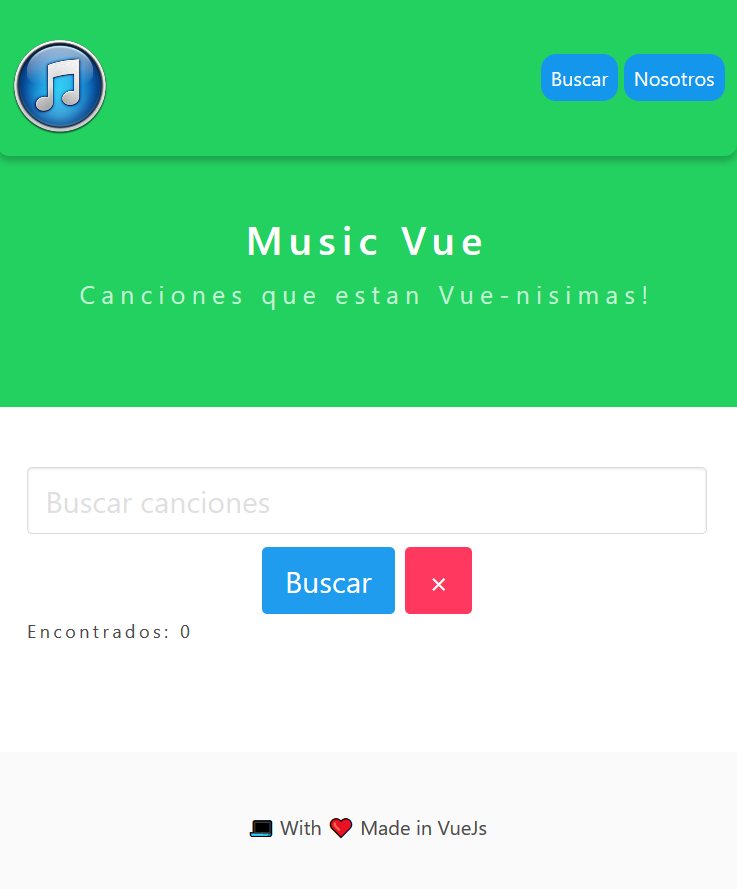 Buscar Nosotros
Music Vue
Canciones que estan Vue-nisimas!
Buscar canciones
Buscar ×
Encontrados: 0
💻 With ❤️ Made in VueJs